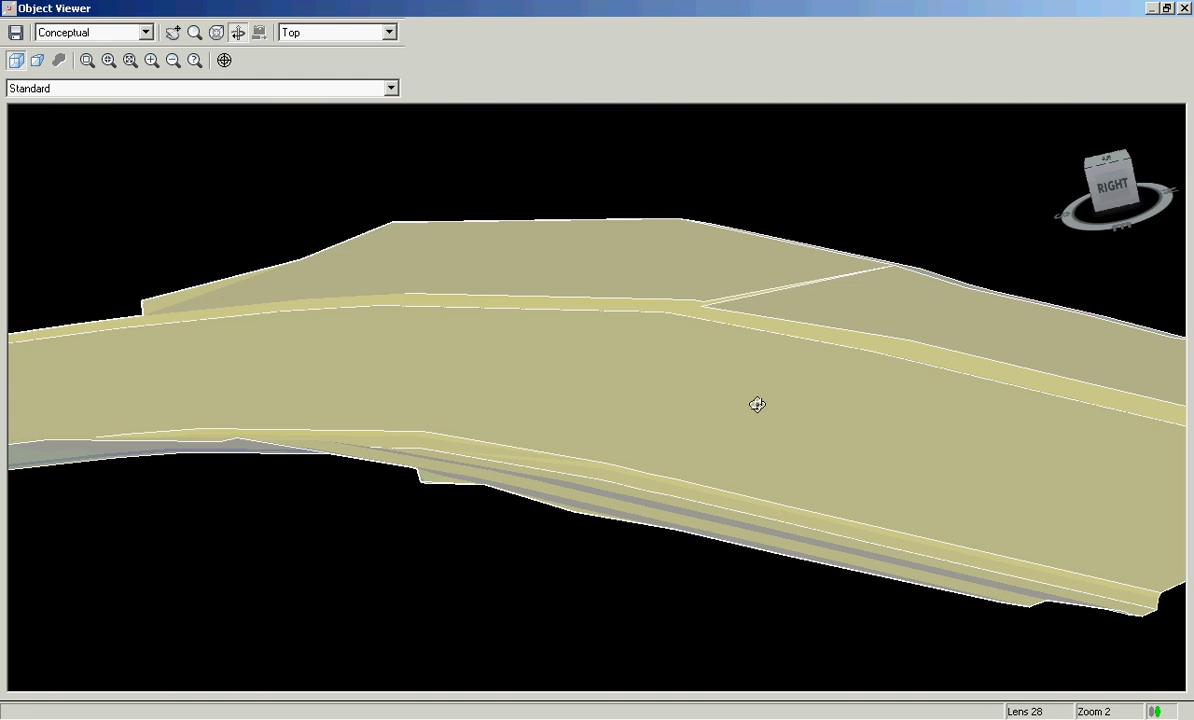 Object Viewer
Conceptual
Top
Standard
RIGHT
Lens 28
Zoom 2